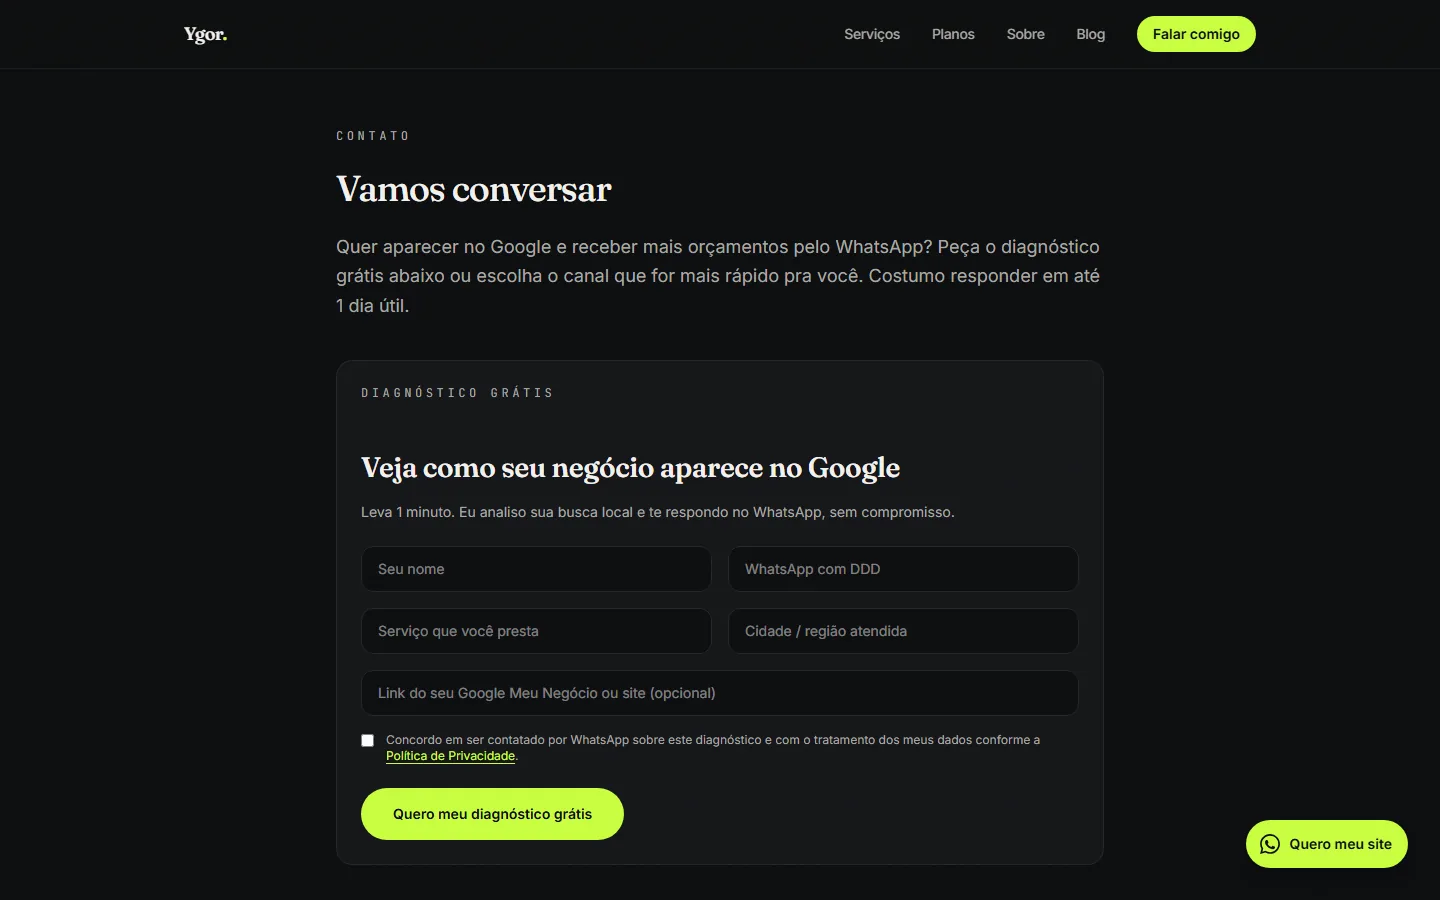 Ygor.
Serviços
Planos
Sobre
Blog
Falar comigo
CONTATO
Vamos conversar
Quer aparecer no Google e receber mais orçamentos pelo WhatsApp? Peça o diagnóstico
grátis abaixo ou escolha o canal que for mais rápido pra você. Costumo responder em até
1 dia útil.
DIAGNÓSTICO GRÁTIS
Veja como seu negócio aparece no Google
Leva 1 minuto. Eu analiso sua busca local e te respondo no WhatsApp, sem compromisso.
Seu nome
WhatsApp com DDD
Serviço que você presta
Cidade / região atendida
Link do seu Google Meu Negócio ou site (opcional)
Concordo em ser contatado por WhatsApp sobre este diagnóstico e com o tratamento dos meus dados conforme a
Política de Privacidade.
Quero meu diagnóstico grátis
Quero meu site